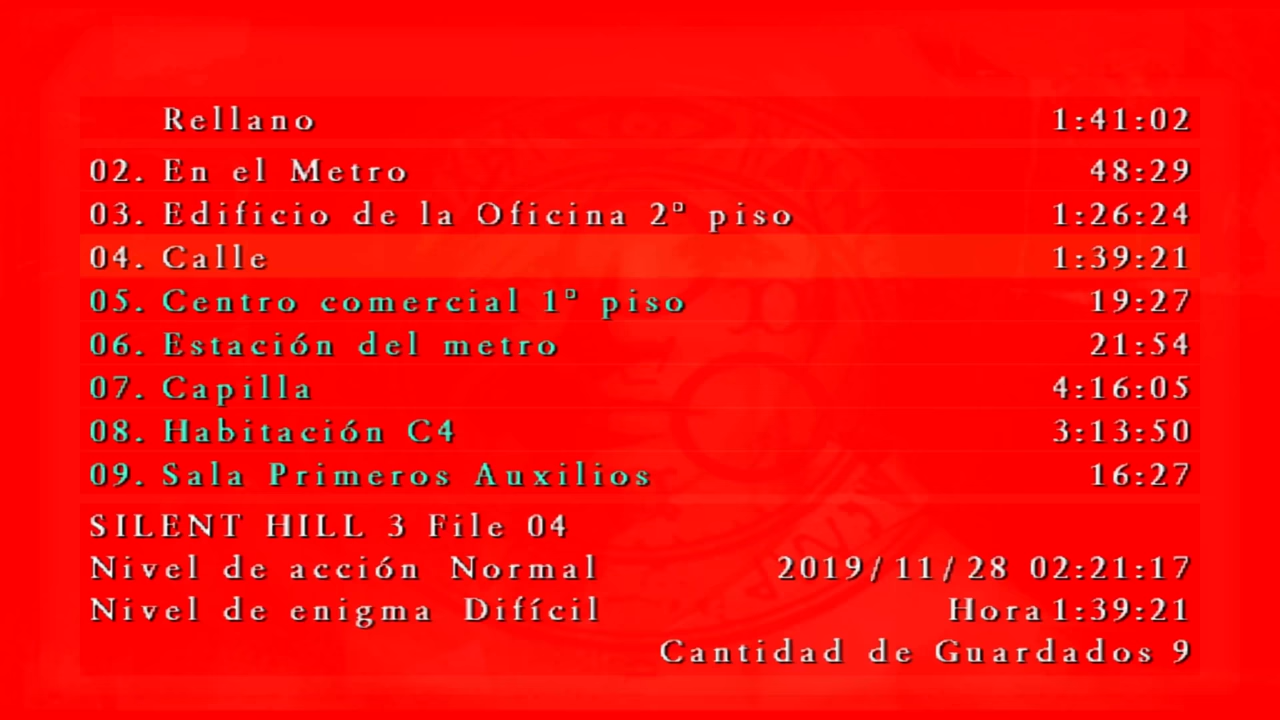 Rellano 1:41:02
02. En el Metro 48:29
03. Edificio de la Oficina 2º piso 1:26:24
04. Calle 1:39:21
05. Centro comercial 1º piso 19:27
06. Estación del metro 21:54
07. Capilla 4:16:05
08. Habitación C4 3:13:50
09. Sala Primeros Auxilios 16:27
SILENT HILL 3 File 04
Nivel de acción Normal 2019/11/28 02:21:17
Nivel de enigma Difícil Hora 1:39:21
Cantidad de Guardados 9